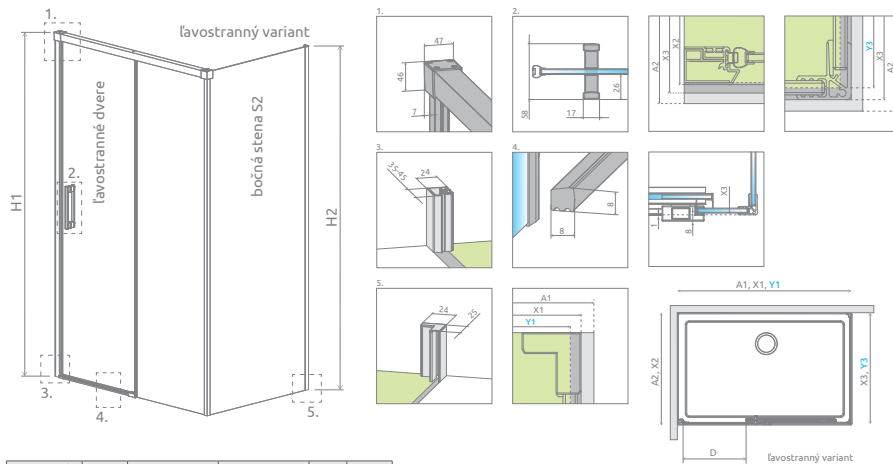 1.
ľavostranný variant
H1
ľavostranné dvere
2.
bočná stena S2
H2
3.
4.
5.
1.
47
46
7
2.
58
17
26
A2
X3
X2
Y3
X3
A2
3.
35-45
24
4.
8
8
X3
1
8
5.
24
25
A1
X1
Y1
A1, X1, Y1
A2, X2
X3, Y3
D
ľavostranný variant